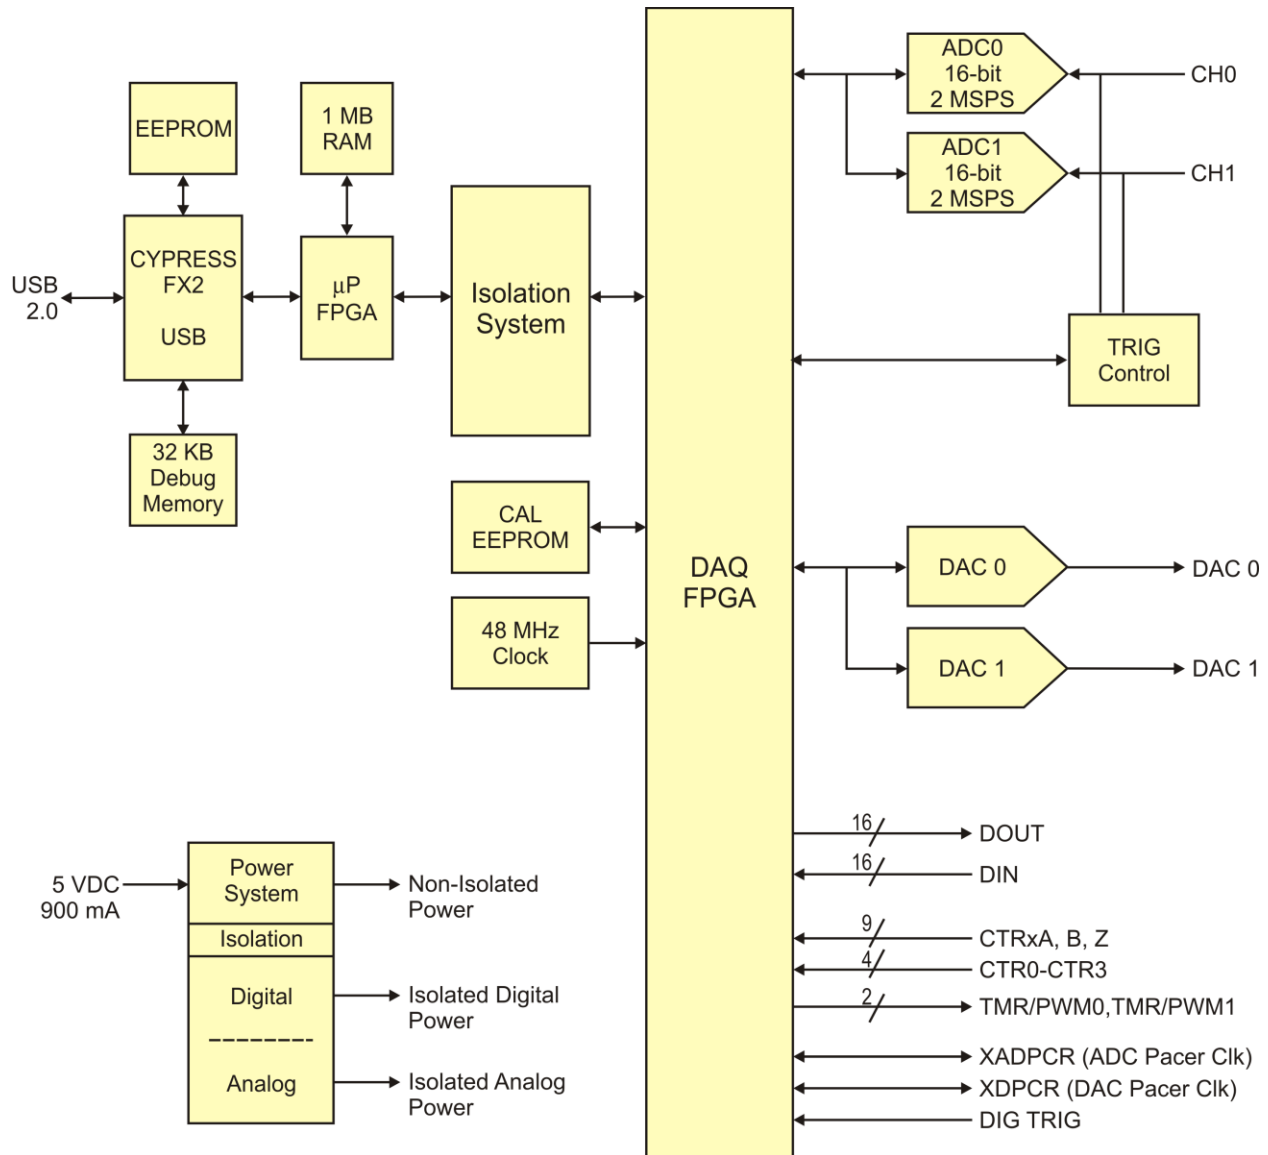 EEPROM
1 MB
RAM
CYPRESS
FX2
USB
USB
2.0
µP
FPGA
32 KB
Debug
Memory
Isolation
System
CAL
EEPROM
48 MHz
Clock
DAQ
FPGA
ADC0
16-bit
2 MSPS
CH0
ADC1
16-bit
2 MSPS
CH1
TRIG
Control
DAC 0
DAC 0
DAC 1
DAC 1
16
DOUT
16
DIN
9
CTRxA, B, Z
4
CTR0-CTR3
2
TMR/PWM0,TMR/PWM1
XADPCR (ADC Pacer Clk)
XDPCR (DAC Pacer Clk)
DIG TRIG
5 VDC
900 mA
Power
System
Non-Isolated
Power
Isolation
Digital
Isolated Digital
Power
Analog
Isolated Analog
Power